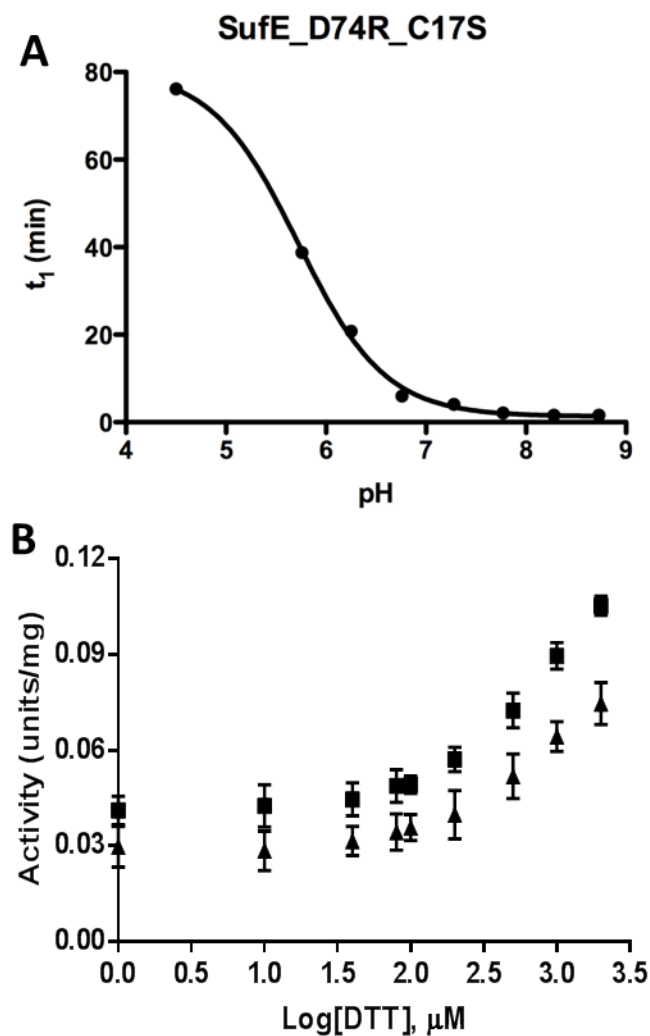 SufE_D74R_C17S
A
80
60
40
20
0
t₁ (min)
4 5 6 7 8 9
pH
B
0.12
0.09
0.06
0.03
0.00
Activity (units/mg)
0.0 0.5 1.0 1.5 2.0 2.5 3.0 3.5
Log[DTT], μM